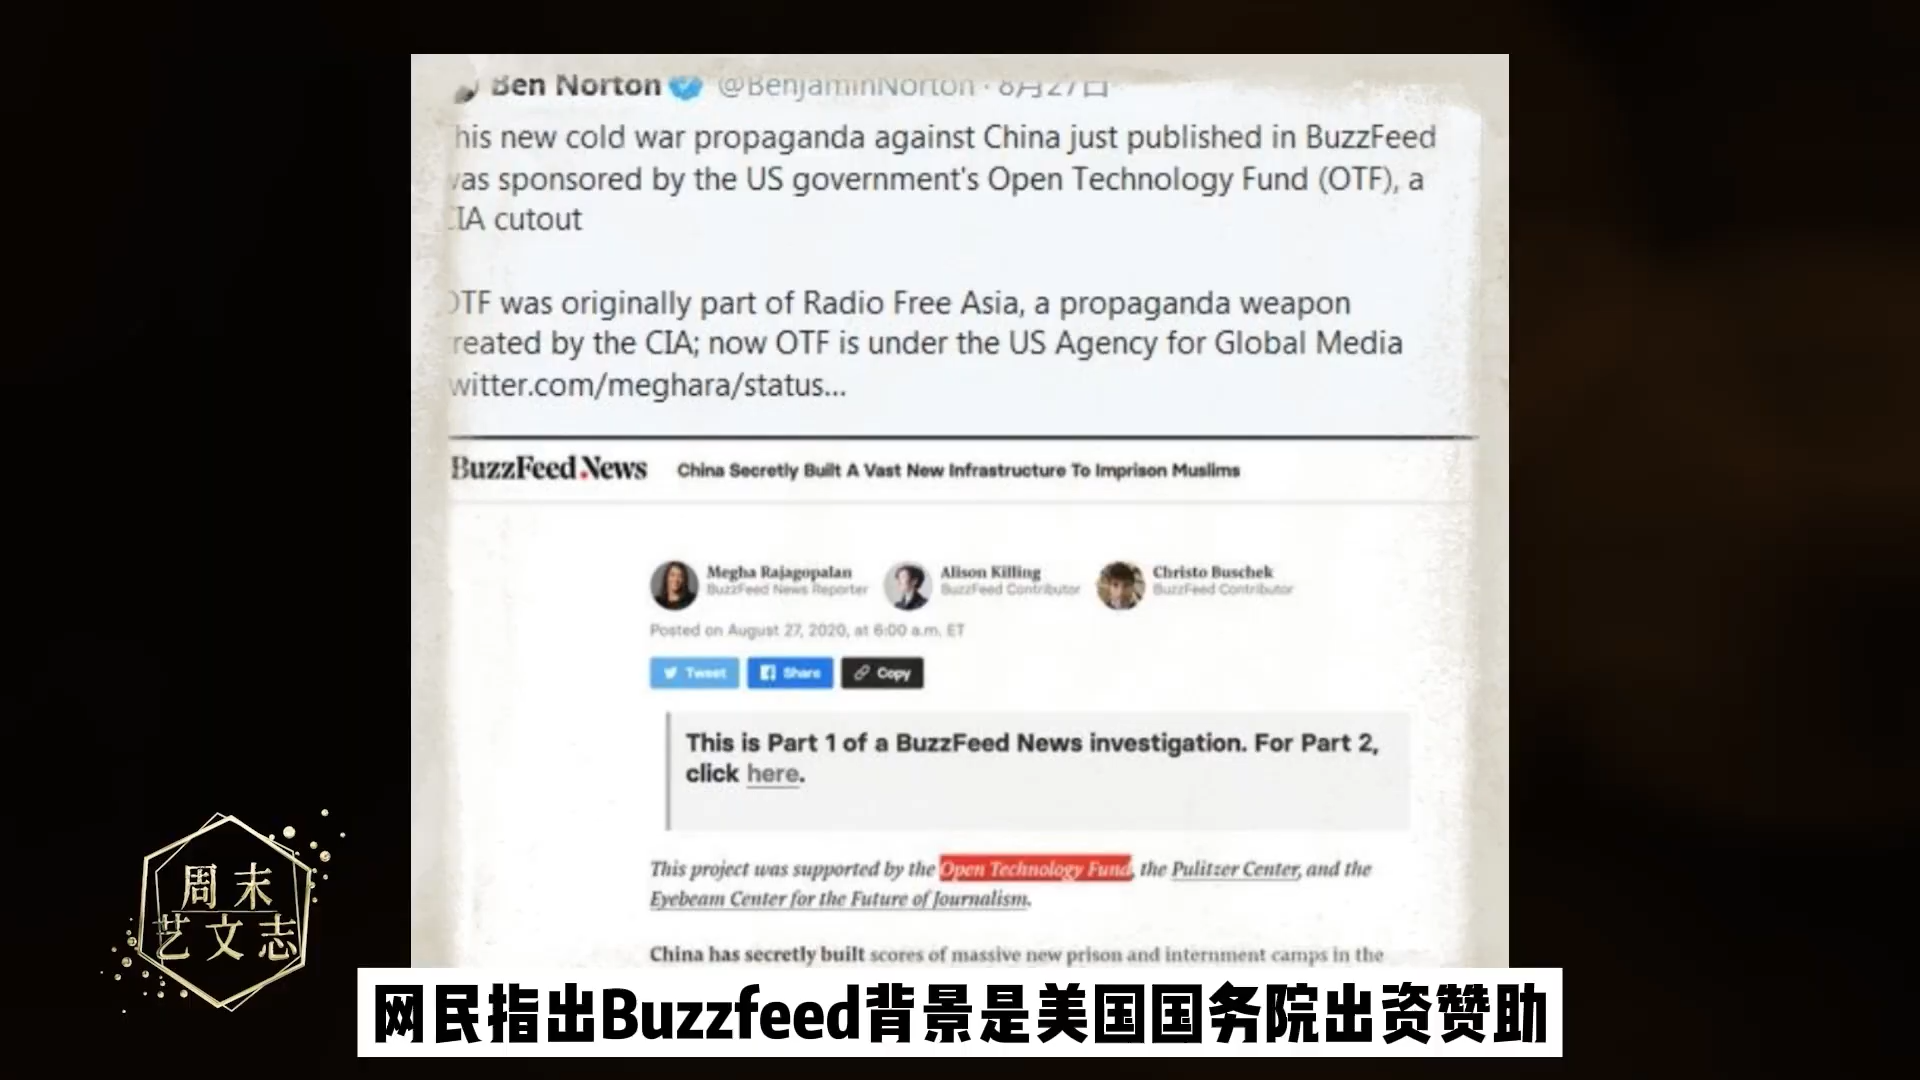 Ben Norton @BenjaminNorton · 8月27日
his new cold war propaganda against China just published in BuzzFeed
was sponsored by the US government's Open Technology Fund (OTF), a
CIA cutout
OTF was originally part of Radio Free Asia, a propaganda weapon
reated by the CIA; now OTF is under the US Agency for Global Media
witter.com/meghara/status...
BuzzFeed News China Secretly Built A Vast New Infrastructure To Imprison Muslims
Megha Rajagopalan Alison Killing Christo Buschek
BuzzFeed News Reporter BuzzFeed Contributor BuzzFeed Contributor
Posted on August 27, 2020, at 6:00 a.m. ET
Tweet Share Copy
This is Part 1 of a BuzzFeed News investigation. For Part 2,
click here.
This project was supported by the Open Technology Fund, the Pulitzer Center, and the
Eyebeam Center for the Future of Journalism.
China has secretly built scores of massive new prison and internment camps in the
周末
艺文志
网民指出Buzzfeed背景是美国国务院出资赞助